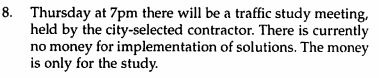 8. Thursday at 7pm there will be a traffic study meeting,
held by the city-selected contractor. There is currently
no money for implementation of solutions. The money
is only for the study.